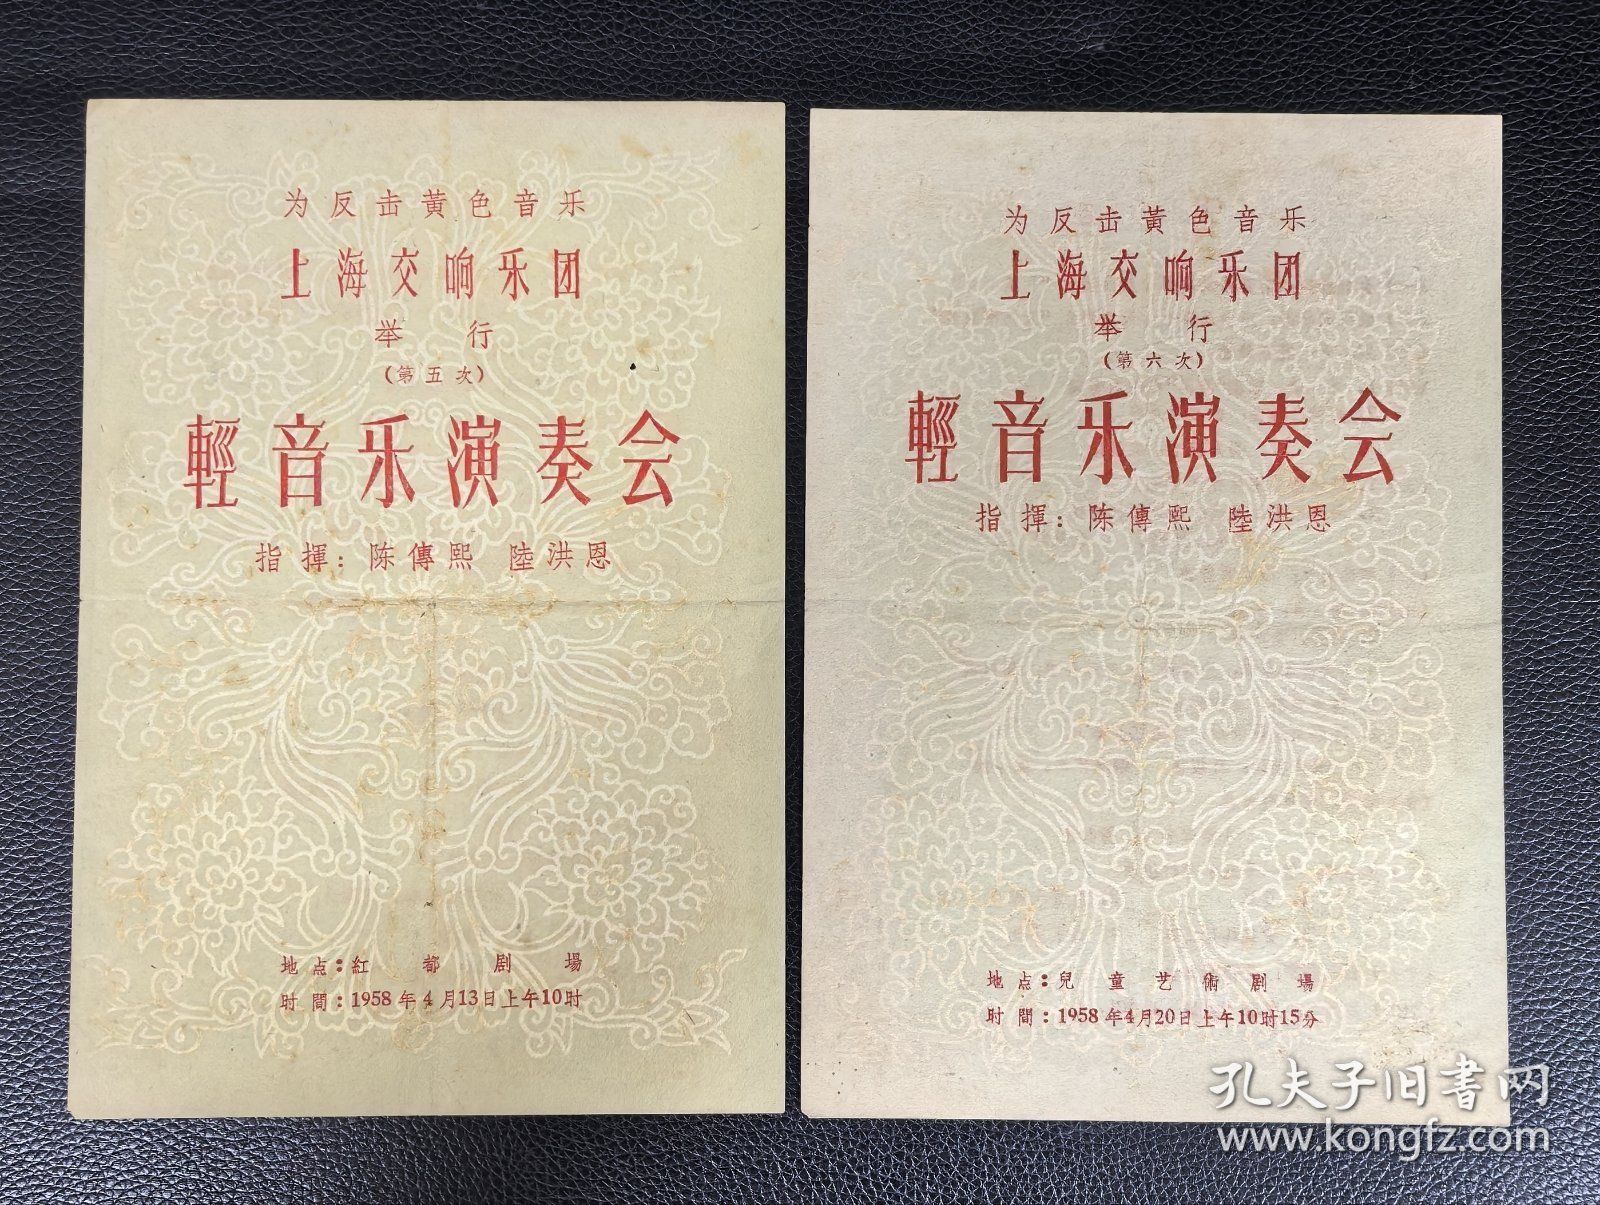 为反击黃色音乐
上海交响乐团
举行
(第五次)
輕音乐演奏会
指揮: 陈傳熙 陸洪恩
地点:紅都剧場
时間:1958年4月13日上午10时
为反击黃色音乐
上海交响乐团
举行
(第六次)
輕音乐演奏会
指揮: 陈傳熙 陸洪恩
地点:兒童艺術剧場
时間:1958年4月20日上午10时15分
孔夫子旧書网
www.kongfz.com